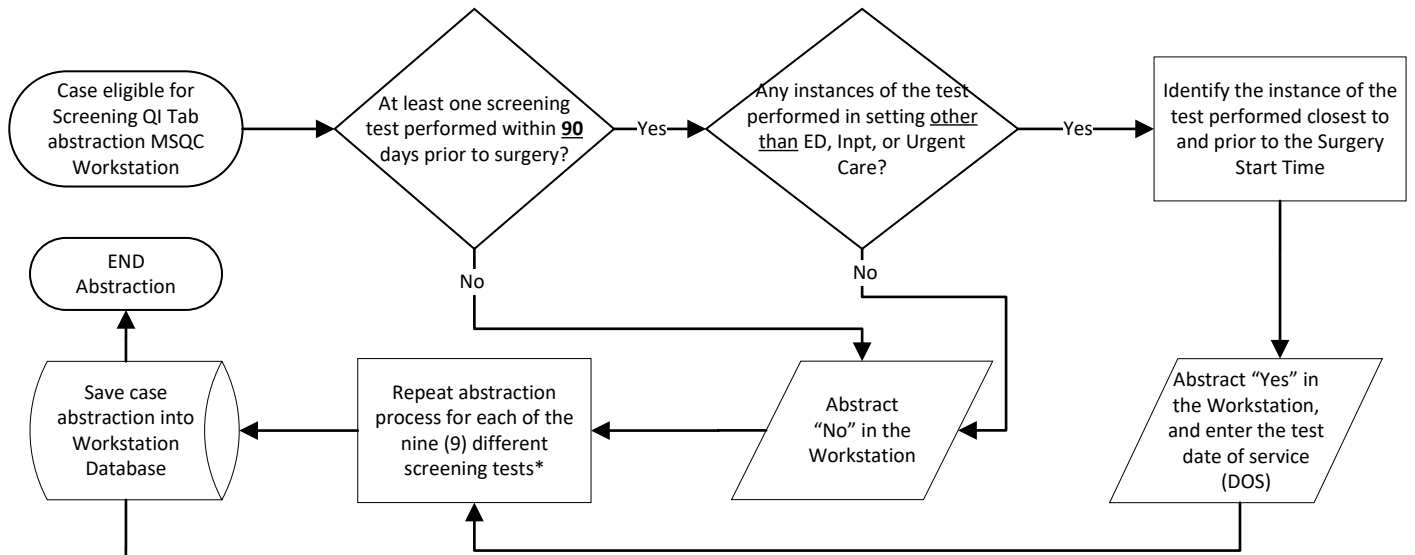 Case eligible for
Screening QI Tab
abstraction MSQC
Workstation
At least one screening
test performed within 90
days prior to surgery?
Yes
Any instances of the test
performed in setting other
than ED, Inpt, or Urgent
Care?
Yes
Identify the instance of the
test performed closest to
and prior to the Surgery
Start Time
END
Abstraction
No
No
Save case
abstraction into
Workstation
Database
Repeat abstraction
process for each of the
nine (9) different
screening tests*
Abstract
“No” in the
Workstation
Abstract “Yes” in
the Workstation,
and enter the test
date of service
(DOS)